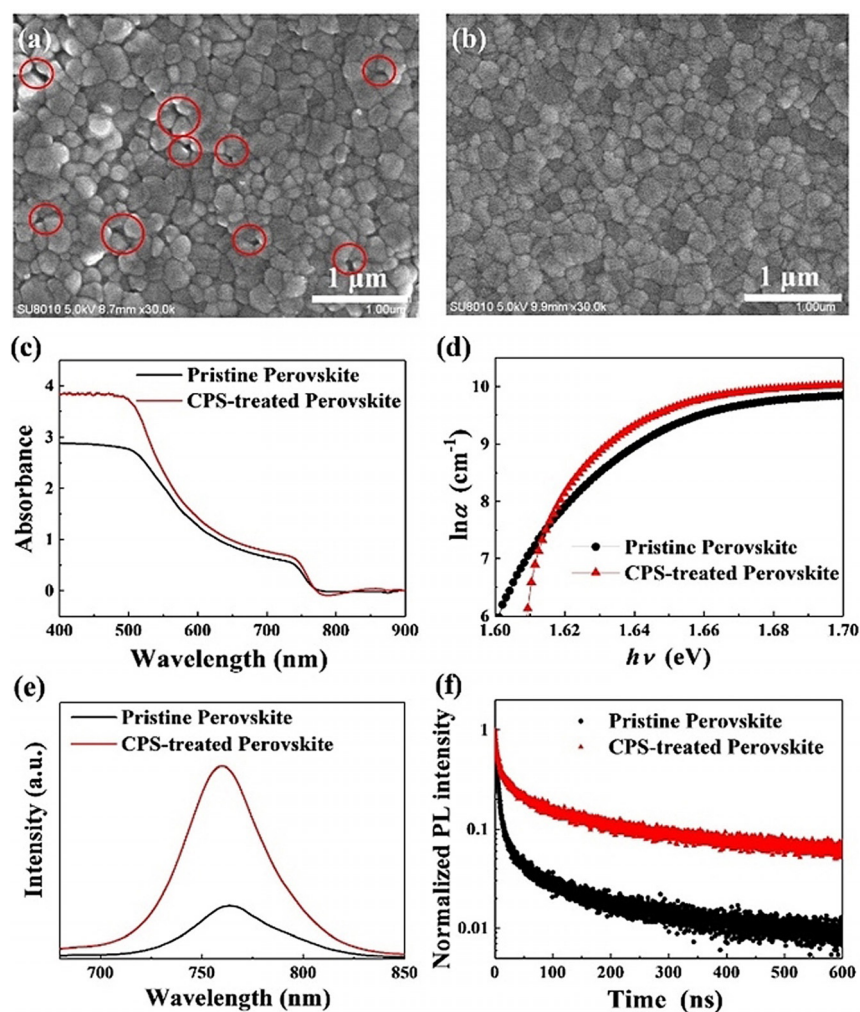 (a)
1 µm
SU8010 5.0kV 8.7mm x30.0k
1.00um
(b)
1 µm
SU8010 5.0kV 9.9mm x30.0k
1.00um
(c)
Pristine Perovskite
CPS-treated Perovskite
Absorbance
4
3
2
1
0
400 500 600 700 800 900
Wavelength (nm)
(d)
lnα (cm⁻¹)
10
9
8
7
6
Pristine Perovskite
CPS-treated Perovskite
1.60 1.62 1.64 1.66 1.68 1.70
hν (eV)
(e)
Pristine Perovskite
CPS-treated Perovskite
Intensity (a.u.)
700 750 800 850
Wavelength (nm)
(f)
Pristine Perovskite
CPS-treated Perovskite
Normalized PL intensity
1
0.1
0.01
0 100 200 300 400 500 600
Time (ns)